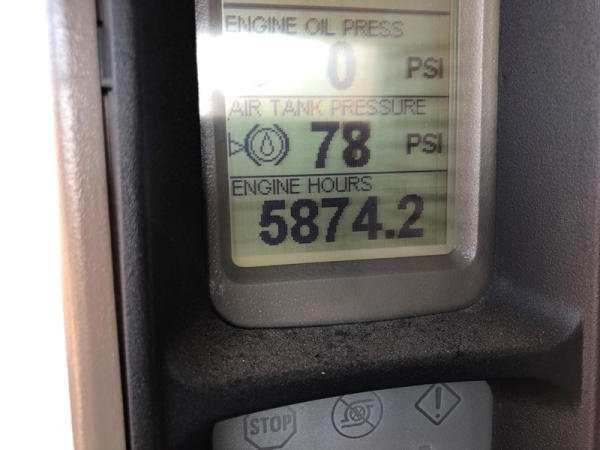 ENGINE OIL PRESS
0 PSI
AIR TANK PRESSURE
78 PSI
ENGINE HOURS
5874.2
STOP